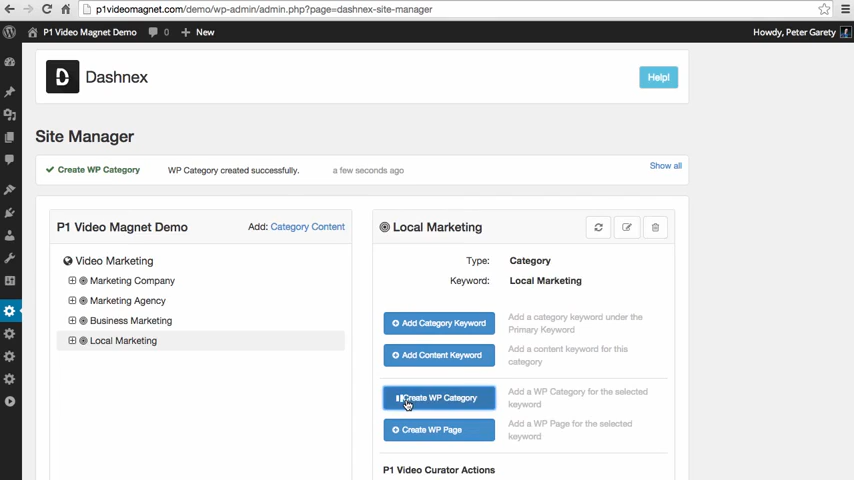 p1videomagnet.com/demo/wp-admin/admin.php?page=dashnex-site-manager
P1 Video Magnet Demo 0 New Howdy, Peter Garety
Dashnex Help!
Site Manager
Create WP Category WP Category created successfully. a few seconds ago Show all
P1 Video Magnet Demo Add: Category Content
Video Marketing
Marketing Company
Marketing Agency
Business Marketing
Local Marketing
Local Marketing
Type: Category
Keyword: Local Marketing
Add Category Keyword
Add a category keyword under the
Primary Keyword
Add Content Keyword
Add a content keyword for this
category
Create WP Category
Add a WP Category for the selected
keyword
Create WP Page
Add a WP Page for the selected
keyword
P1 Video Curator Actions